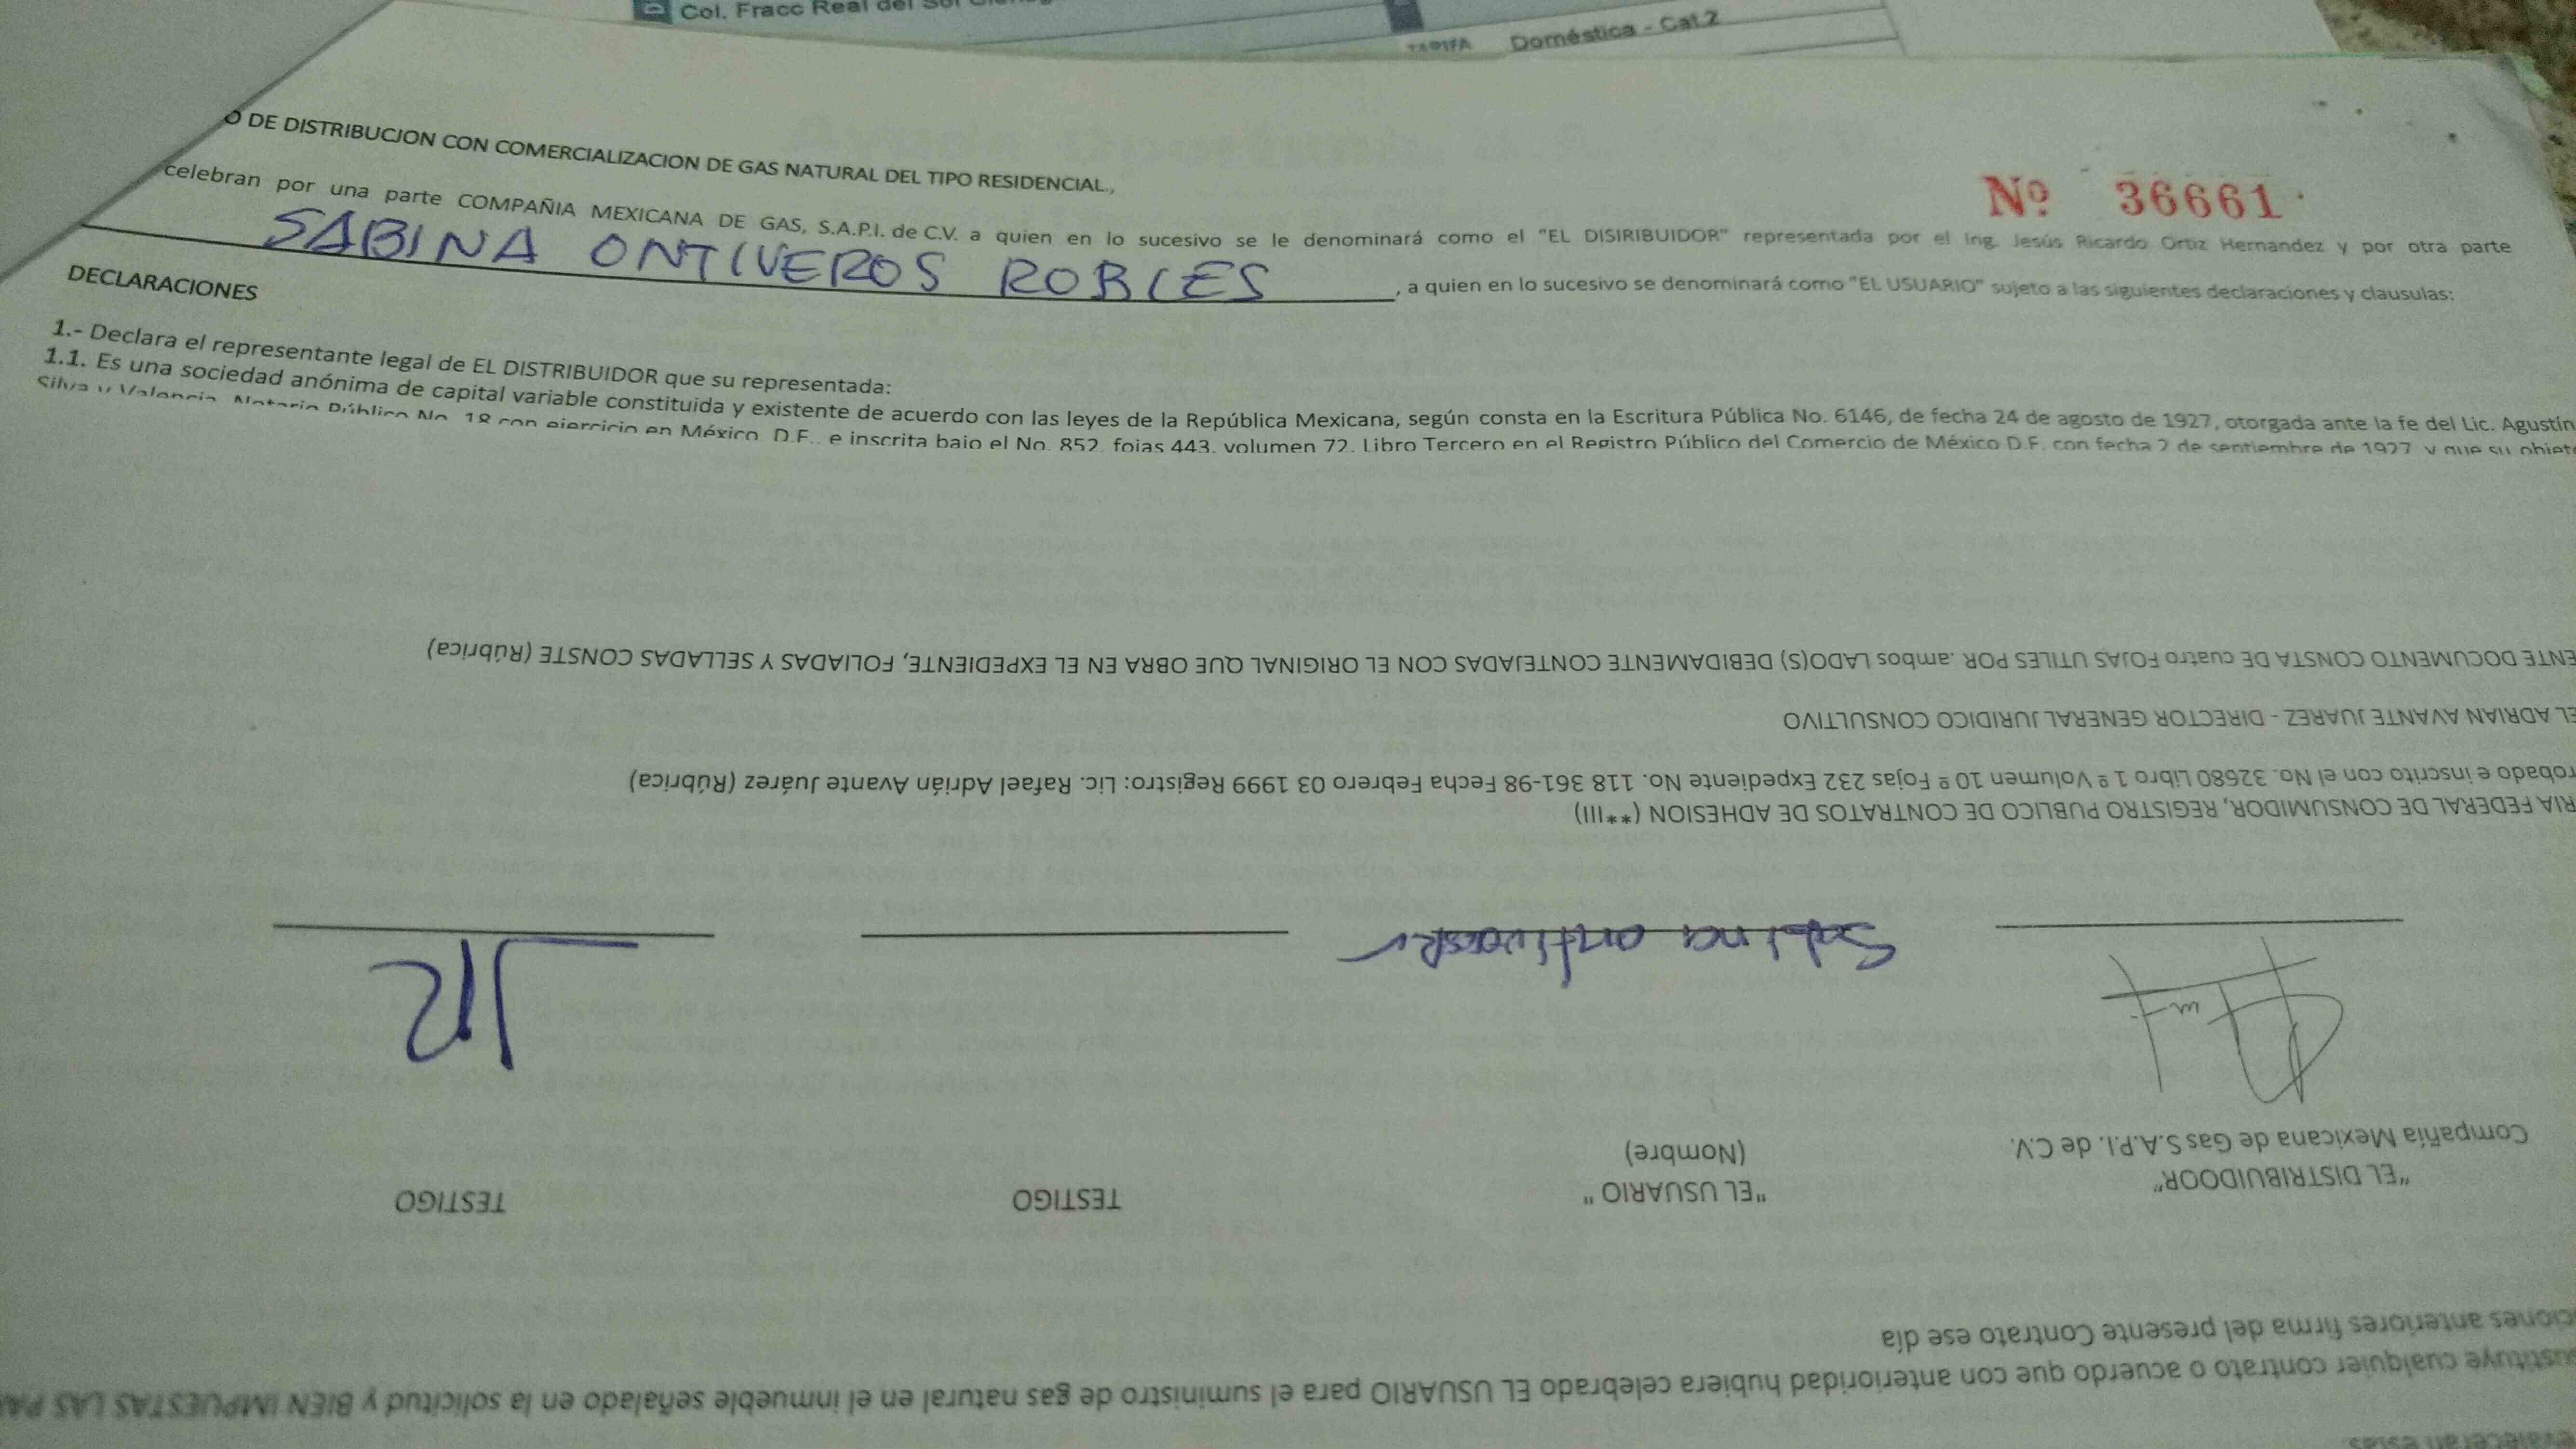 Col. Fracc Real del Sol
TARIFA Doméstica - Cat.2
O DE DISTRIBUCJON CON COMERCIALIZACION DE GAS NATURAL DEL TIPO RESIDENCIAL.,
Nº 36661
celebran por una parte COMPAÑIA MEXICANA DE GAS, S.A.P.I. de C.V. a quien en lo sucesivo se le denominará como el "EL DISIRIBUIDOR" representada por el Ing. Jesús Ricardo Ortiz Hernandez y por otra parte
SABINA ONTIVEROS ROBLES, a quien en lo sucesivo se denominará como "EL USUARIO" sujeto a las siguientes declaraciones y clausulas:
DECLARACIONES
1.- Declara el representante legal de EL DISTRIBUIDOR que su representada:
1.1. Es una sociedad anónima de capital variable constituida y existente de acuerdo con las leyes de la República Mexicana, según consta en la Escritura Pública No. 6146, de fecha 24 de agosto de 1927, otorgada ante la fe del Lic. Agustín
Silva y Valencia, Notario Público No. 18 con ejercicio en México, D.F., e inscrita bajo el No. 852, fojas 443, volumen 72, Libro Tercero en el Registro Público del Comercio de México D.F. con fecha 2 de septiembre de 1927 y que su objeto
sustituye cualquier contrato o acuerdo que con anterioridad hubiera celebrado EL USUARIO para el suministro de gas natural en el inmueble señalado en la solicitud y BIEN IMPUESTAS LAS PAR
ciones anteriores firma del presente Contrato ese día
"EL DISTRIBUIDOOR" "EL USUARIO " TESTIGO TESTIGO
Compañía Mexicana de Gas S.A.P.I. de C.V. (Nombre)
Sabina ontiveros R
RIA FEDERAL DE CONSUMIDOR, REGISTRO PUBLICO DE CONTRATOS DE ADHESION (**III)
robado e inscrito con el No. 32680 Libro 1 º Volumen 10 º Fojas 232 Expediente No. 118 361-98 Fecha Febrero 03 1999 Registro: Lic. Rafael Adrián Avante Juárez (Rúbrica)
EL ADRIAN AVANTE JUAREZ - DIRECTOR GENERAL JURIDICO CONSULTIVO
ENTE DOCUMENTO CONSTA DE cuatro FOJAS UTILES POR .ambos LADO(S) DEBIDAMENTE CONTEJADAS CON EL ORIGINAL QUE OBRA EN EL EXPEDIENTE, FOLIADAS Y SELLADAS CONSTE (Rúbrica)